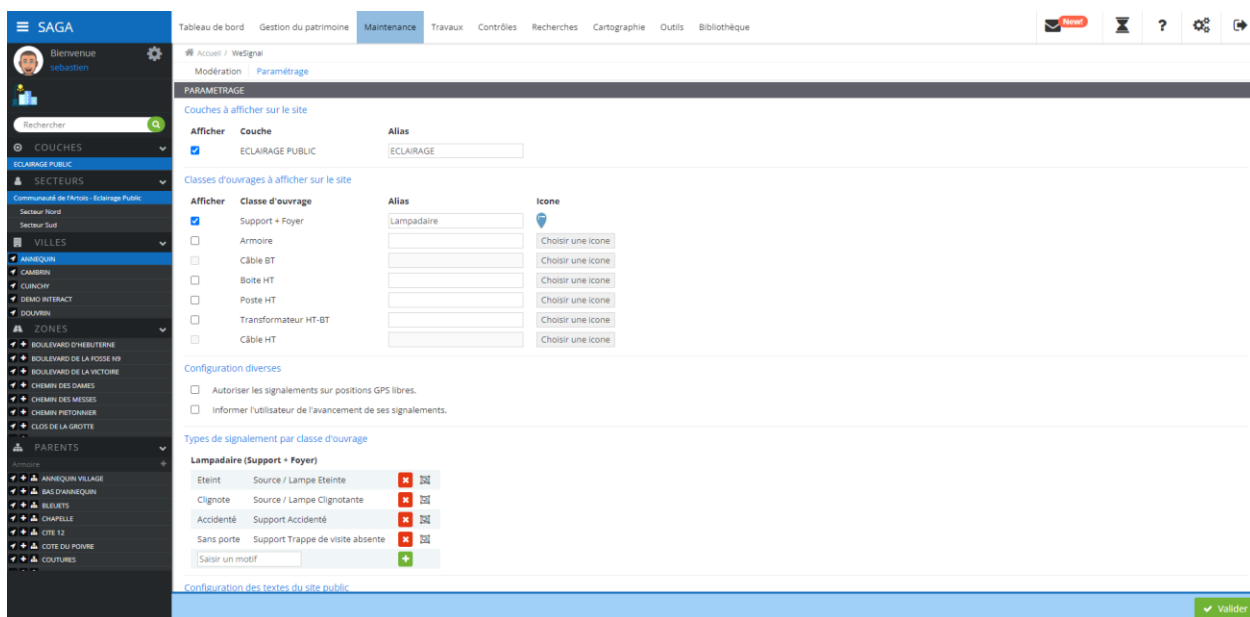 SAGA
Tableau de bord Gestion du patrimoine Maintenance Travaux Contrôles Recherches Cartographie Outils Bibliothèque
New!
?
Bienvenue
sebastien
Rechercher
COUCHES
ECLAIRAGE PUBLIC
SECTEURS
Communauté de l'Artois - Eclairage Public
Secteur Nord
Secteur Sud
VILLES
ANNEQUIN
CAMBRIN
CUINCHY
DEMO INTERACT
DOUVRIN
ZONES
BOULEVARD D'HEBUTERNE
BOULEVARD DE LA FOSSE N9
BOULEVARD DE LA VICTOIRE
CHEMIN DES DAMES
CHEMIN DES MESSES
CHEMIN PIETONNIER
CLOS DE LA GROTTE
PARENTS
Armoire
ANNEQUIN VILLAGE
BAS D'ANNEQUIN
BLEUETS
CHAPELLE
CITE 12
COTE DU POIVRE
COUTURES
Accueil / WeSignal
Modération Paramétrage
PARAMETRAGE
Couches à afficher sur le site
Afficher Couche Alias
ECLAIRAGE PUBLIC ECLAIRAGE
Classes d'ouvrages à afficher sur le site
Afficher Classe d'ouvrage Alias Icone
Support + Foyer Lampadaire
Armoire Choisir une icone
Câble BT Choisir une icone
Boite HT Choisir une icone
Poste HT Choisir une icone
Transformateur HT-BT Choisir une icone
Câble HT Choisir une icone
Configuration diverses
Autoriser les signalements sur positions GPS libres.
Informer l'utilisateur de l'avancement de ses signalements.
Types de signalement par classe d'ouvrage
Lampadaire (Support + Foyer)
Eteint Source / Lampe Eteinte
Clignote Source / Lampe Clignotante
Accidenté Support Accidenté
Sans porte Support Trappe de visite absente
Saisir un motif
Configuration des textes du site public
Valider